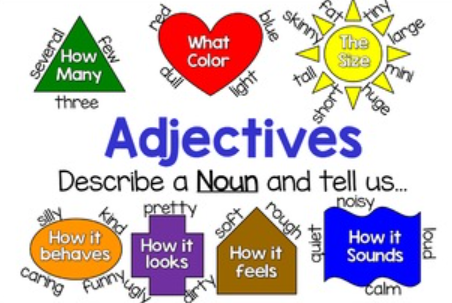 several
few
How
Many
three
red
blue
What
Color
dull
light
fat
tiny
skinny
large
The
Size
tall
mini
short
huge
Adjectives
Describe a Noun and tell us...
silly
kind
How it
behaves
caring
funny
pretty
How it
looks
ugly
dirty
soft
rough
How it
feels
noisy
quiet
How it
Sounds
loud
calm